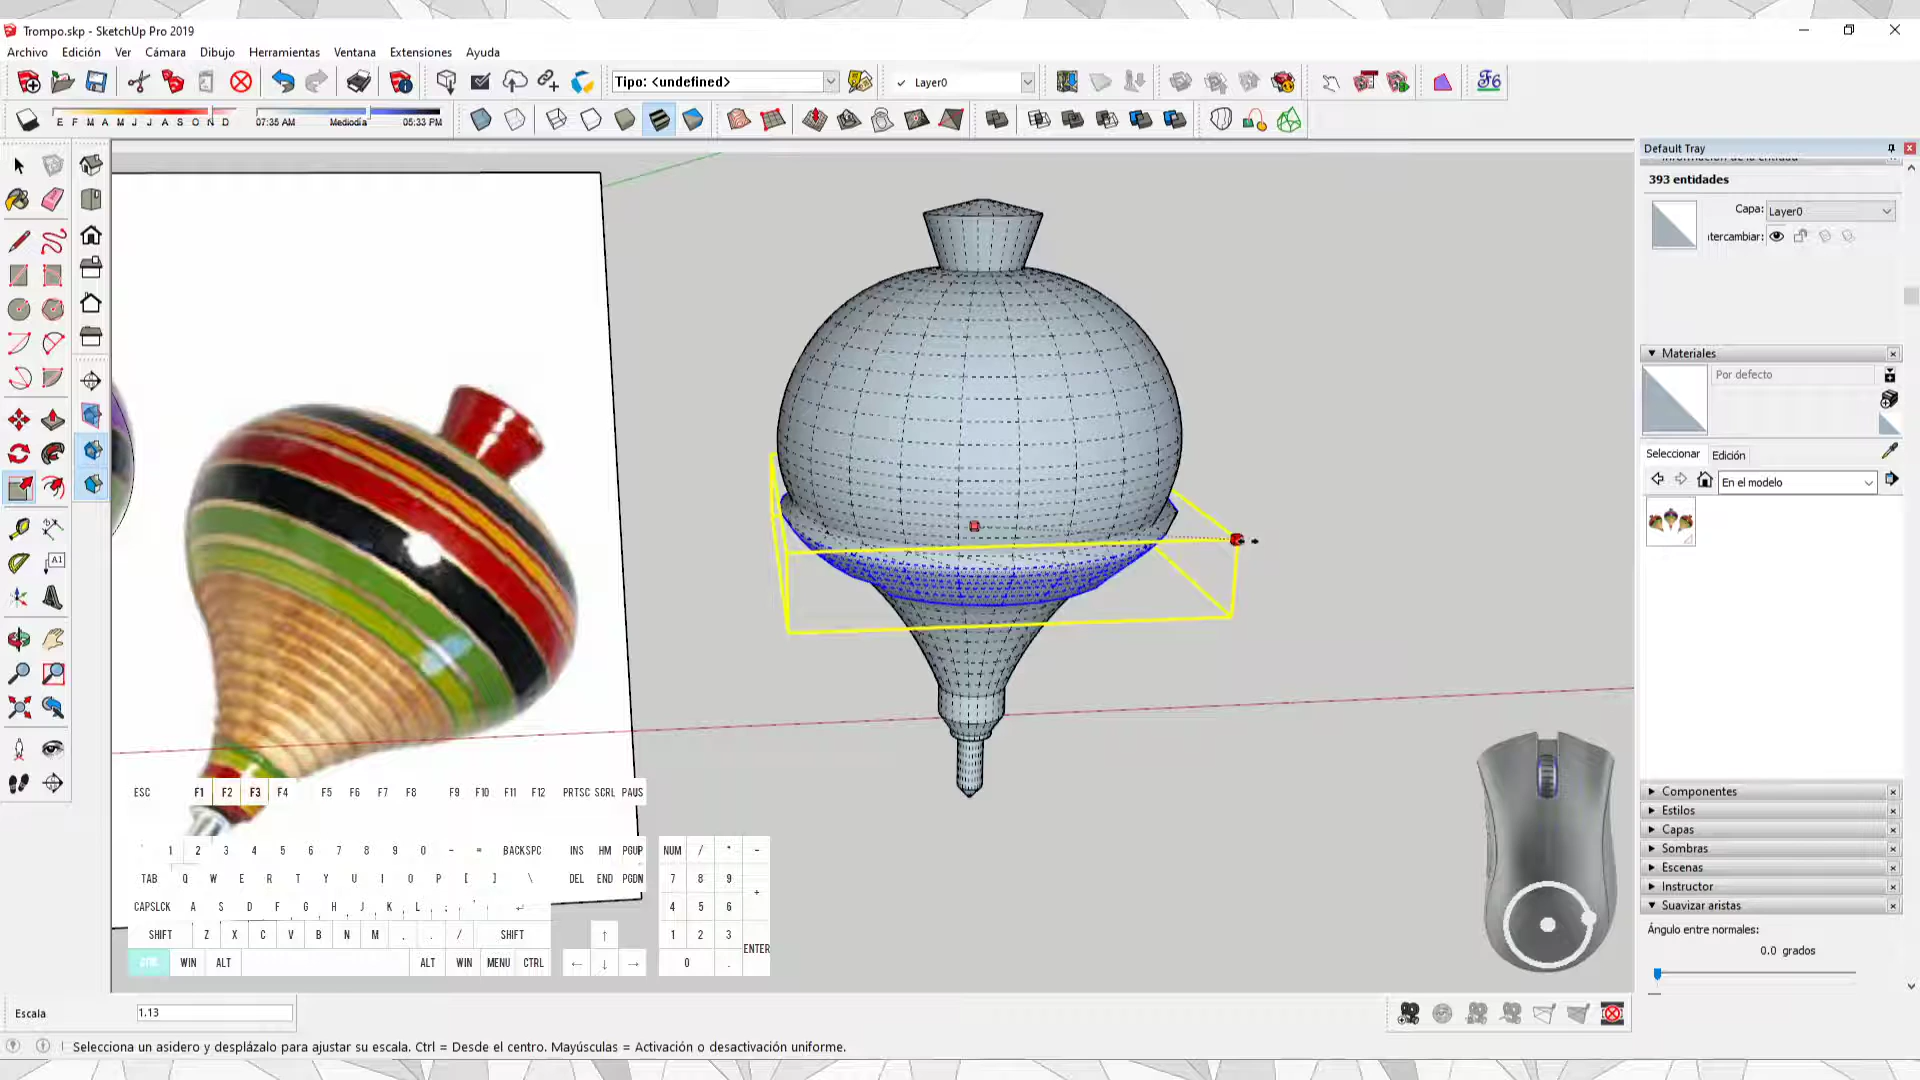 Trompo.skp - SketchUp Pro 2019
Archivo Edición Ver Cámara Dibujo Herramientas Ventana Extensiones Ayuda
Tipo: <undefined>
Layer0
E F M A M J J A S O N D
07:35 AM Mediodía 05:33 PM
Default Tray
393 entidades
Capa: Layer0
ntercambiar:
Materiales
Por defecto
Seleccionar Edición
En el modelo
Componentes
Estilos
Capas
Sombras
Escenas
Instructor
Suavizar aristas
Ángulo entre normales:
0.0 grados
ESC F1 F2 F3 F4 F5 F6 F7 F8 F9 F10 F11 F12 PRTSC SCRL PAUS
1 2 3 4 5 6 7 8 9 0 - = BACKSPC INS HM PGUP NUM / * -
TAB Q W E R T Y U I O P [ ] \ DEL END PGDN 7 8 9 +
CAPSLCK A S D F G H J K L ; ' 4 5 6
SHIFT Z X C V B N M , . / SHIFT ↑ 1 2 3 ENTER
CTRL WIN ALT ALT WIN MENU CTRL ← ↓ → 0 .
Escala 1.13
Selecciona un asidero y desplázalo para ajustar su escala. Ctrl = Desde el centro. Mayúsculas = Activación o desactivación uniforme.